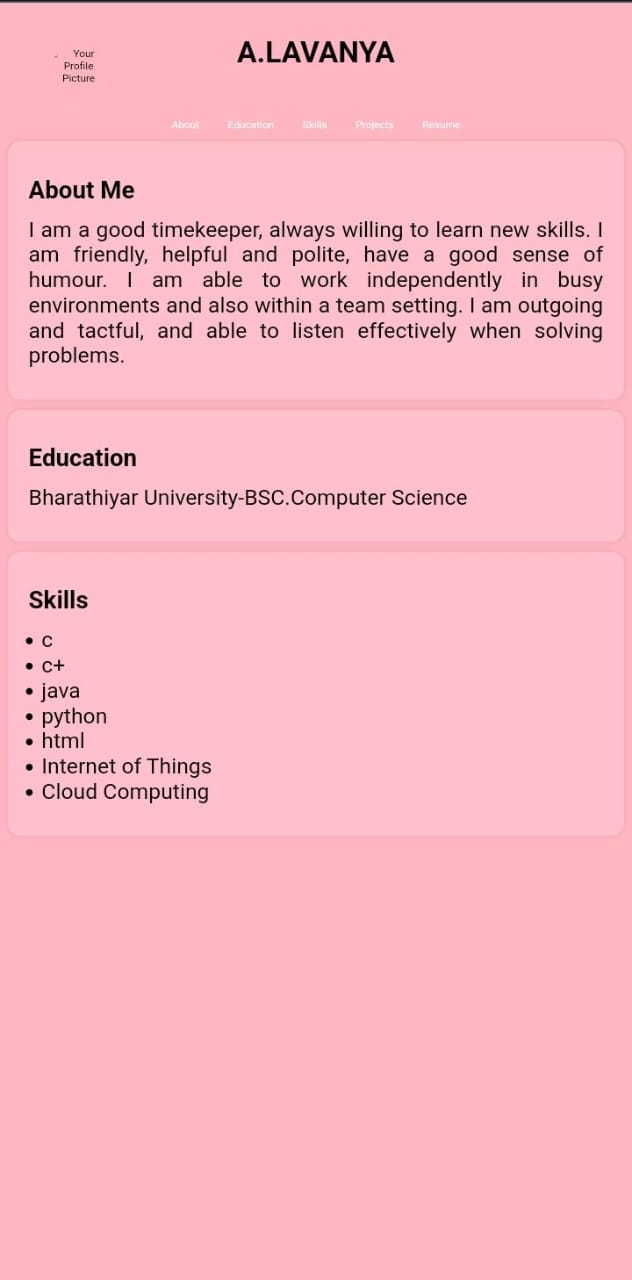 Your
Profile
Picture
A.LAVANYA
About Education Skills Projects Resume
About Me
I am a good timekeeper, always willing to learn new skills. I
am friendly, helpful and polite, have a good sense of
humour. I am able to work independently in busy
environments and also within a team setting. I am outgoing
and tactful, and able to listen effectively when solving
problems.
Education
Bharathiyar University-BSC.Computer Science
Skills
• c
• c+
• java
• python
• html
• Internet of Things
• Cloud Computing